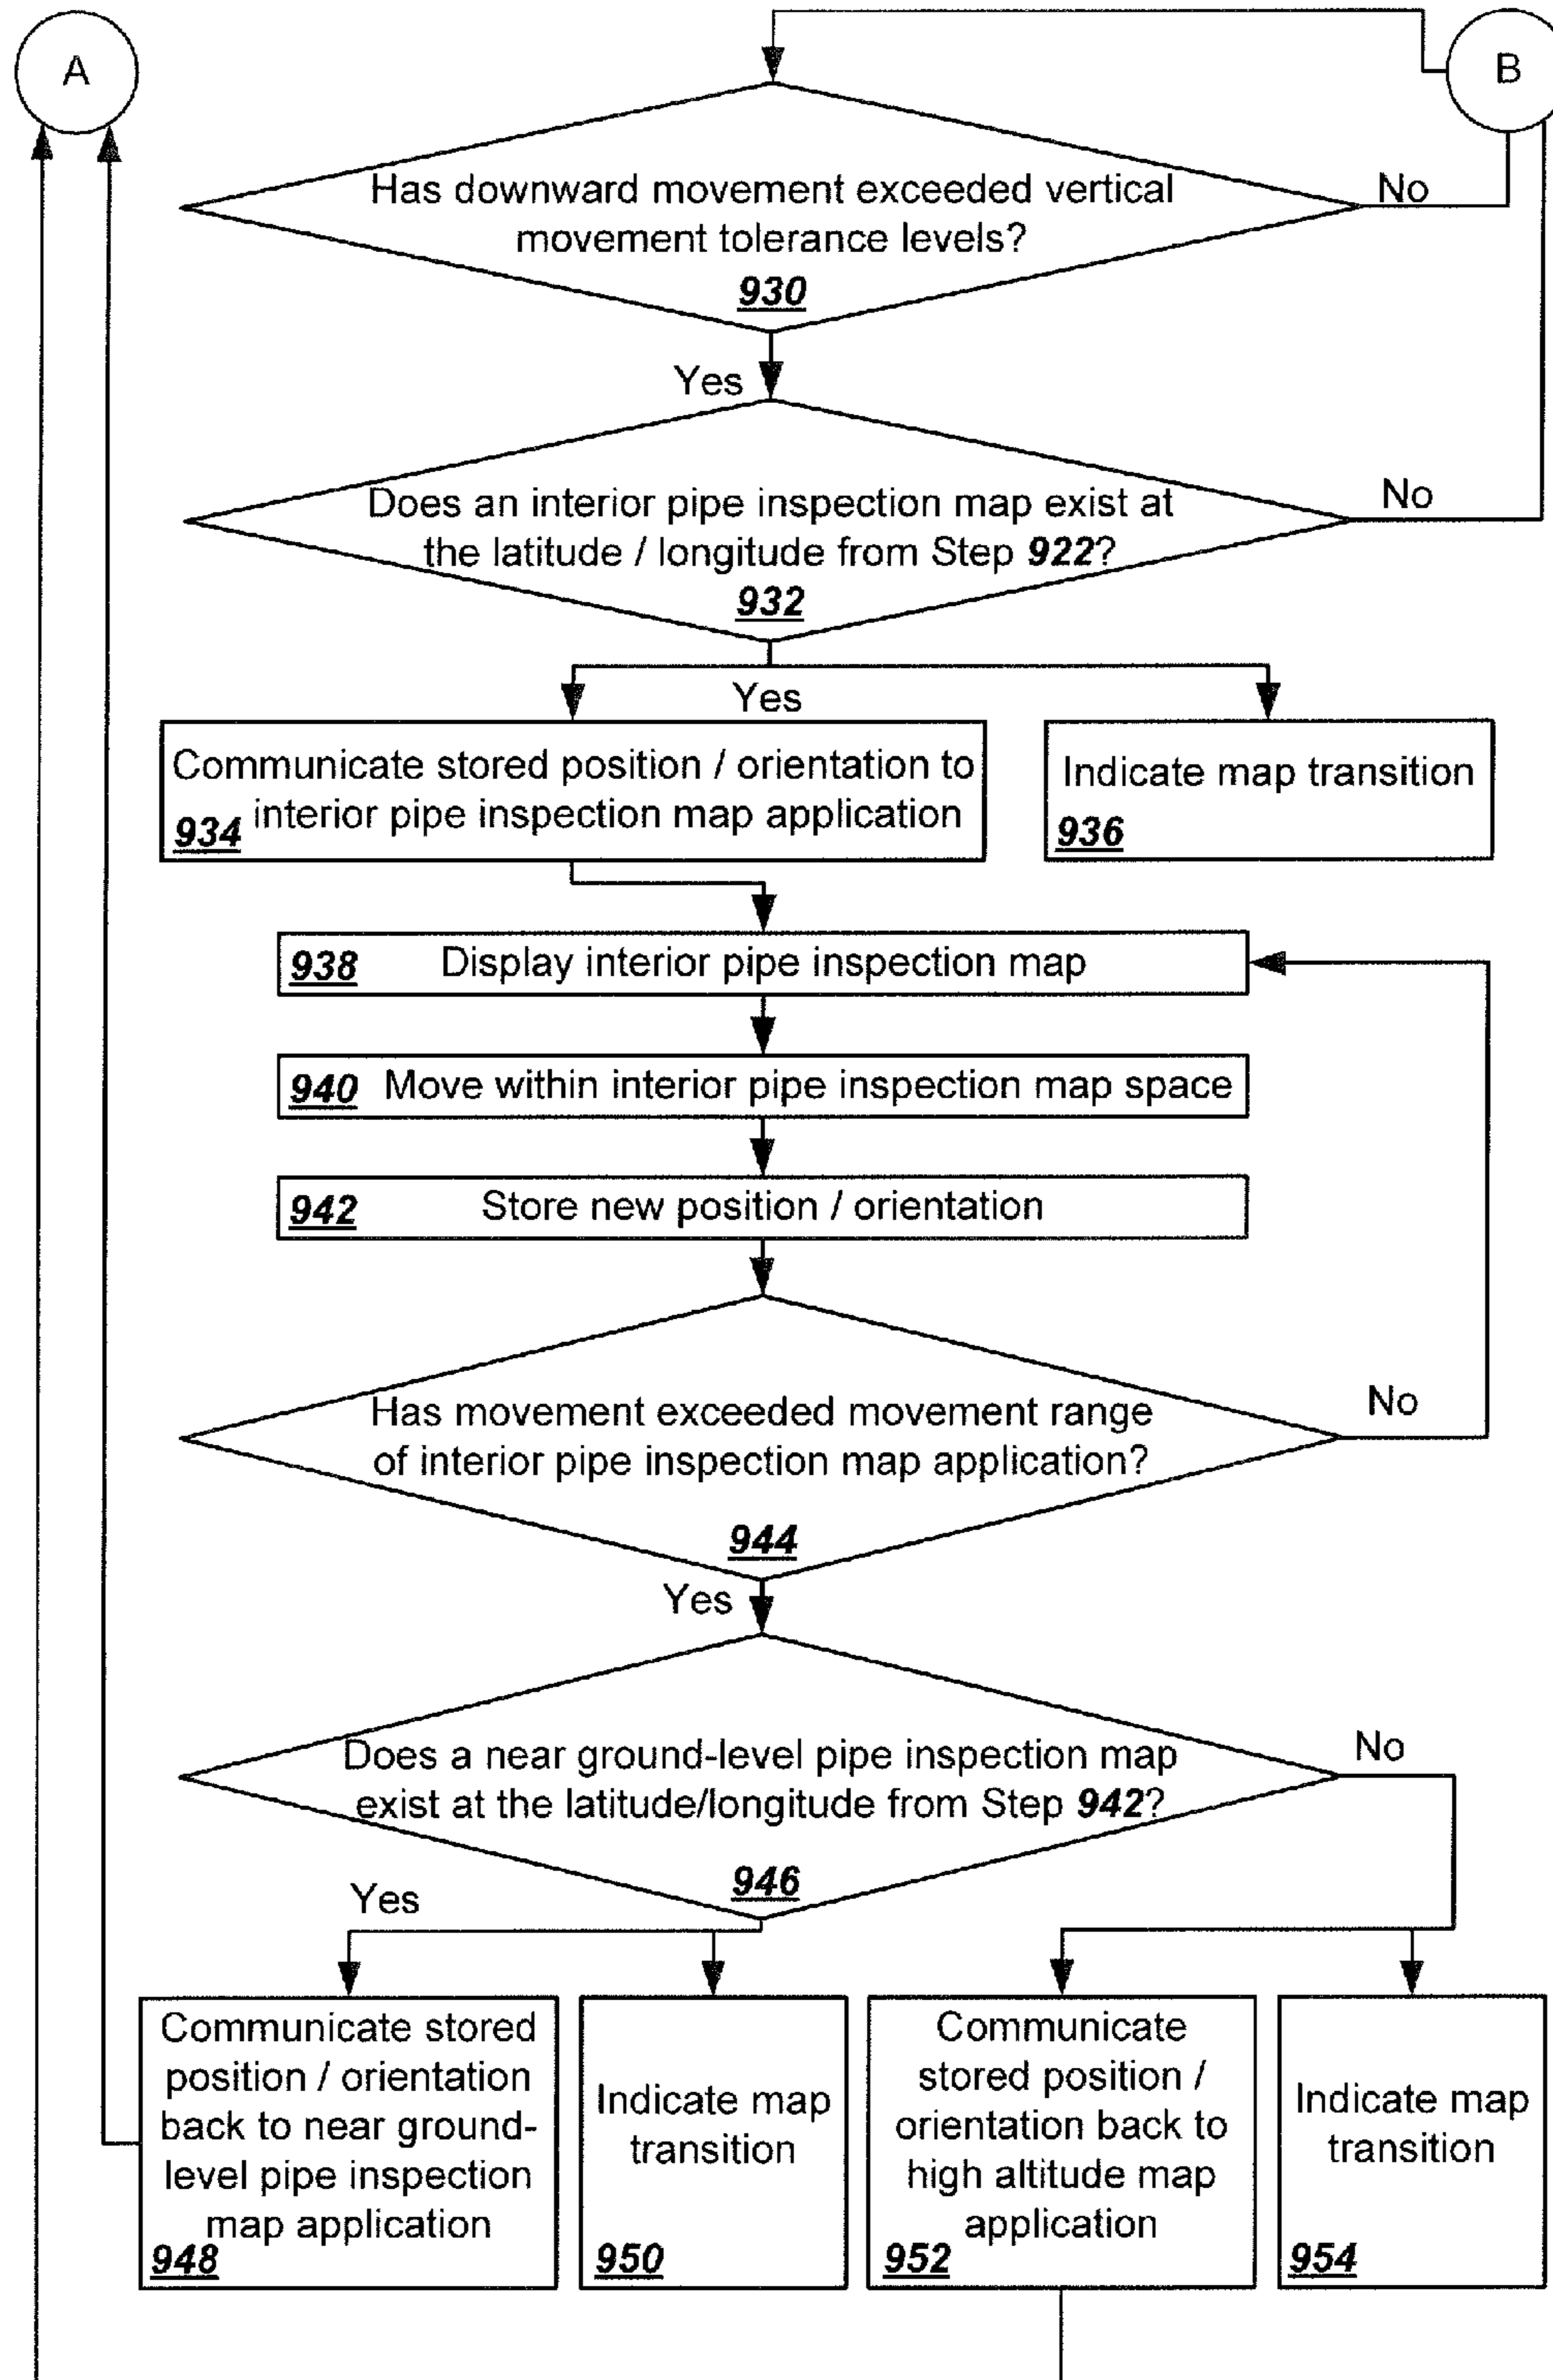 A
B
Has downward movement exceeded vertical
movement tolerance levels?
930
No
Yes
Does an interior pipe inspection map exist at
the latitude / longitude from Step 922?
932
No
Yes
Communicate stored position / orientation to
934 interior pipe inspection map application
Indicate map transition
936
938 Display interior pipe inspection map
940 Move within interior pipe inspection map space
942 Store new position / orientation
Has movement exceeded movement range
of interior pipe inspection map application?
944
No
Yes
Does a near ground-level pipe inspection map
exist at the latitude/longitude from Step 942?
946
No
Yes
Communicate stored
position / orientation
back to near ground-
level pipe inspection
map application
948
Indicate map
transition
950
Communicate
stored position /
orientation back to
high altitude map
application
952
Indicate map
transition
954